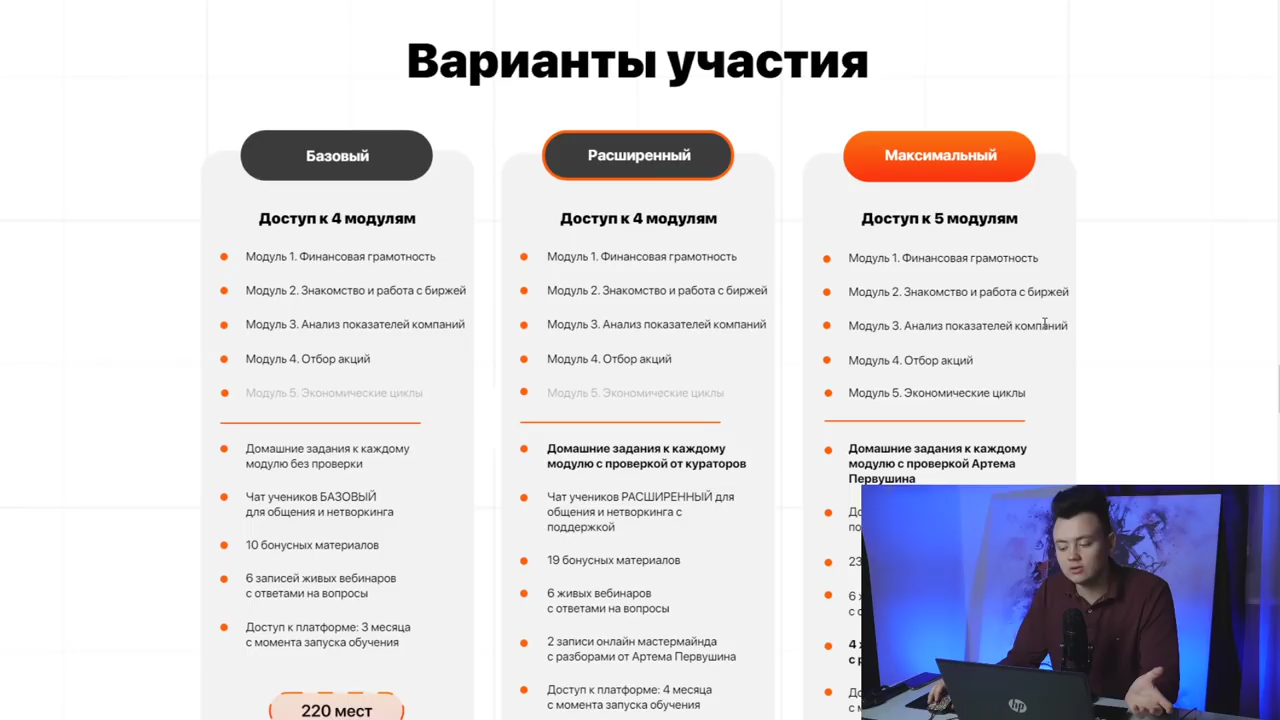 Варианты участия
Базовый
Доступ к 4 модулям
Модуль 1. Финансовая грамотность
Модуль 2. Знакомство и работа с биржей
Модуль 3. Анализ показателей компаний
Модуль 4. Отбор акций
Модуль 5. Экономические циклы
Домашние задания к каждому
модулю без проверки
Чат учеников БАЗОВЫЙ
для общения и нетворкинга
10 бонусных материалов
6 записей живых вебинаров
с ответами на вопросы
Доступ к платформе: 3 месяца
с момента запуска обучения
220 мест
Расширенный
Доступ к 4 модулям
Модуль 1. Финансовая грамотность
Модуль 2. Знакомство и работа с биржей
Модуль 3. Анализ показателей компаний
Модуль 4. Отбор акций
Модуль 5. Экономические циклы
Домашние задания к каждому
модулю с проверкой от кураторов
Чат учеников РАСШИРЕННЫЙ для
общения и нетворкинга с
поддержкой
19 бонусных материалов
6 живых вебинаров
с ответами на вопросы
2 записи онлайн мастермайнда
с разборами от Артема Первушина
Доступ к платформе: 4 месяца
с момента запуска обучения
Максимальный
Доступ к 5 модулям
Модуль 1. Финансовая грамотность
Модуль 2. Знакомство и работа с биржей
Модуль 3. Анализ показателей компаний
Модуль 4. Отбор акций
Модуль 5. Экономические циклы
Домашние задания к каждому
модулю с проверкой Артема
Первушина
23
6
4
hp